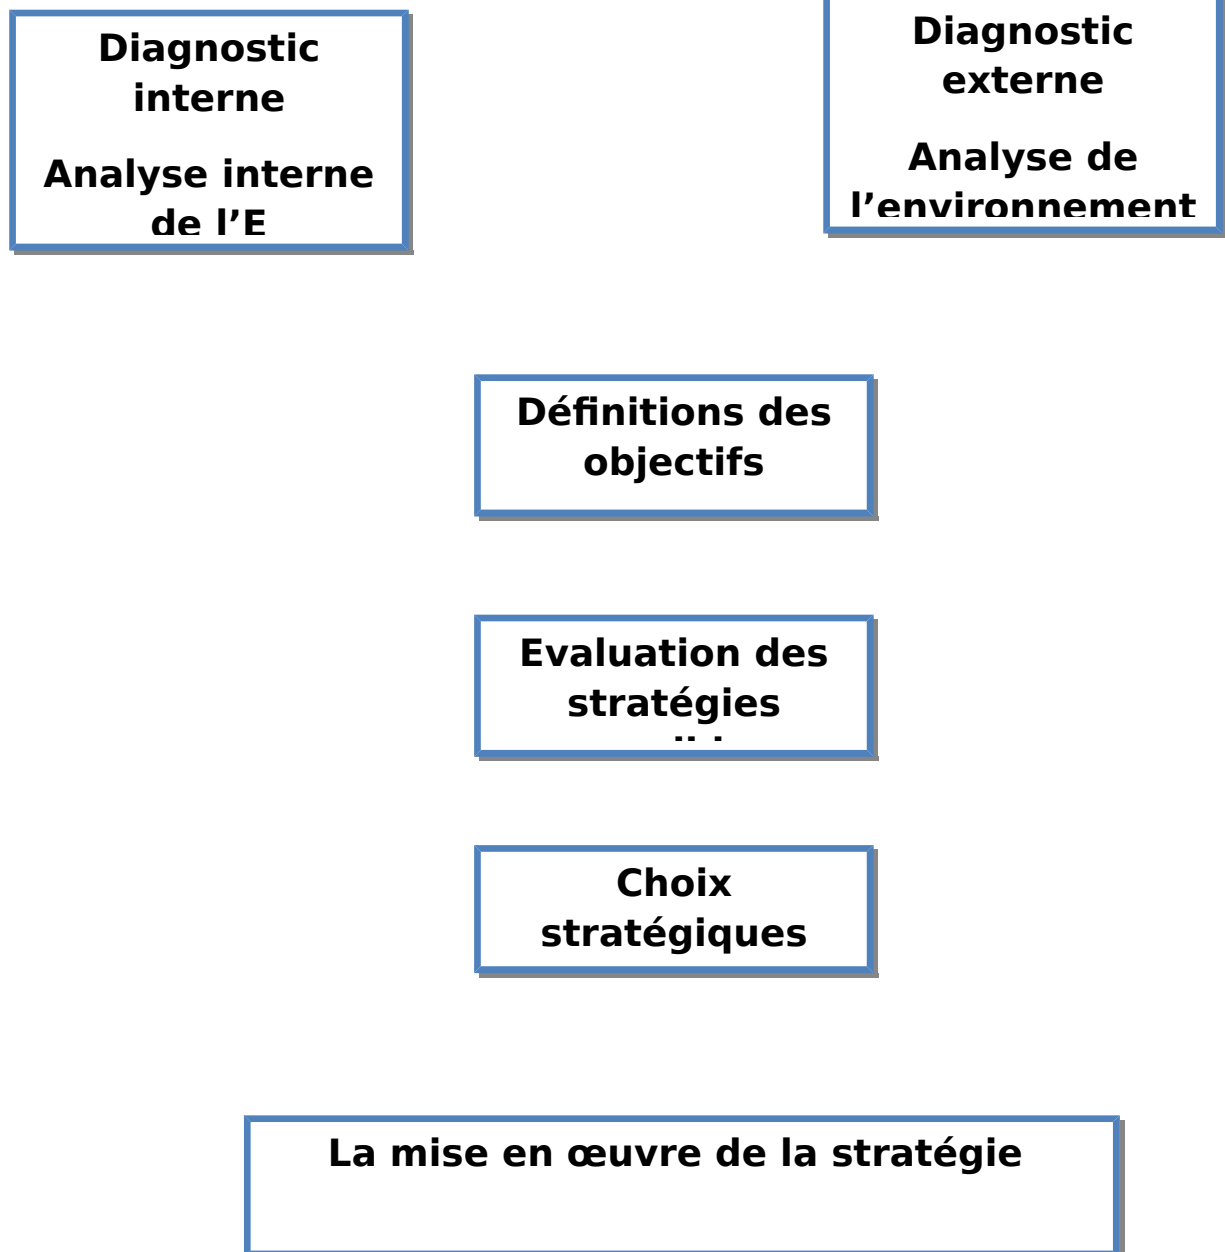 Diagnostic
interne
Analyse interne
de l’E
Diagnostic
externe
Analyse de
l’environnement
Définitions des
objectifs
Evaluation des
stratégies
Choix
stratégiques
La mise en œuvre de la stratégie